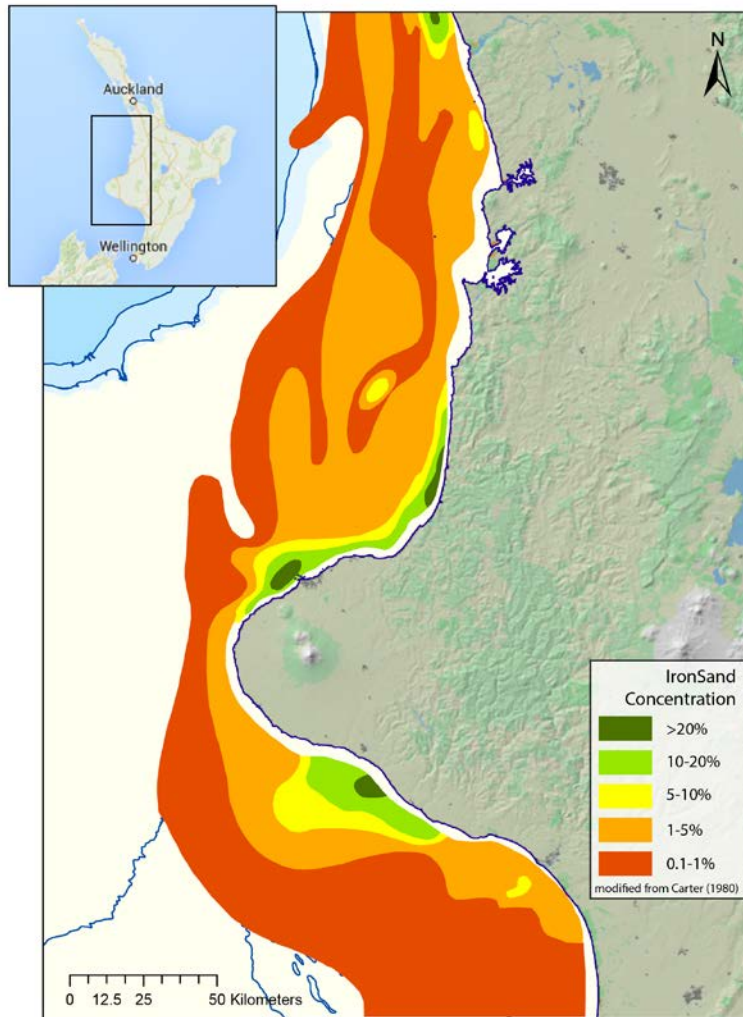 Auckland
Wellington
N
IronSand
Concentration
>20%
10-20%
5-10%
1-5%
0.1-1%
modified from Carter (1980)
0 12.5 25 50 Kilometers